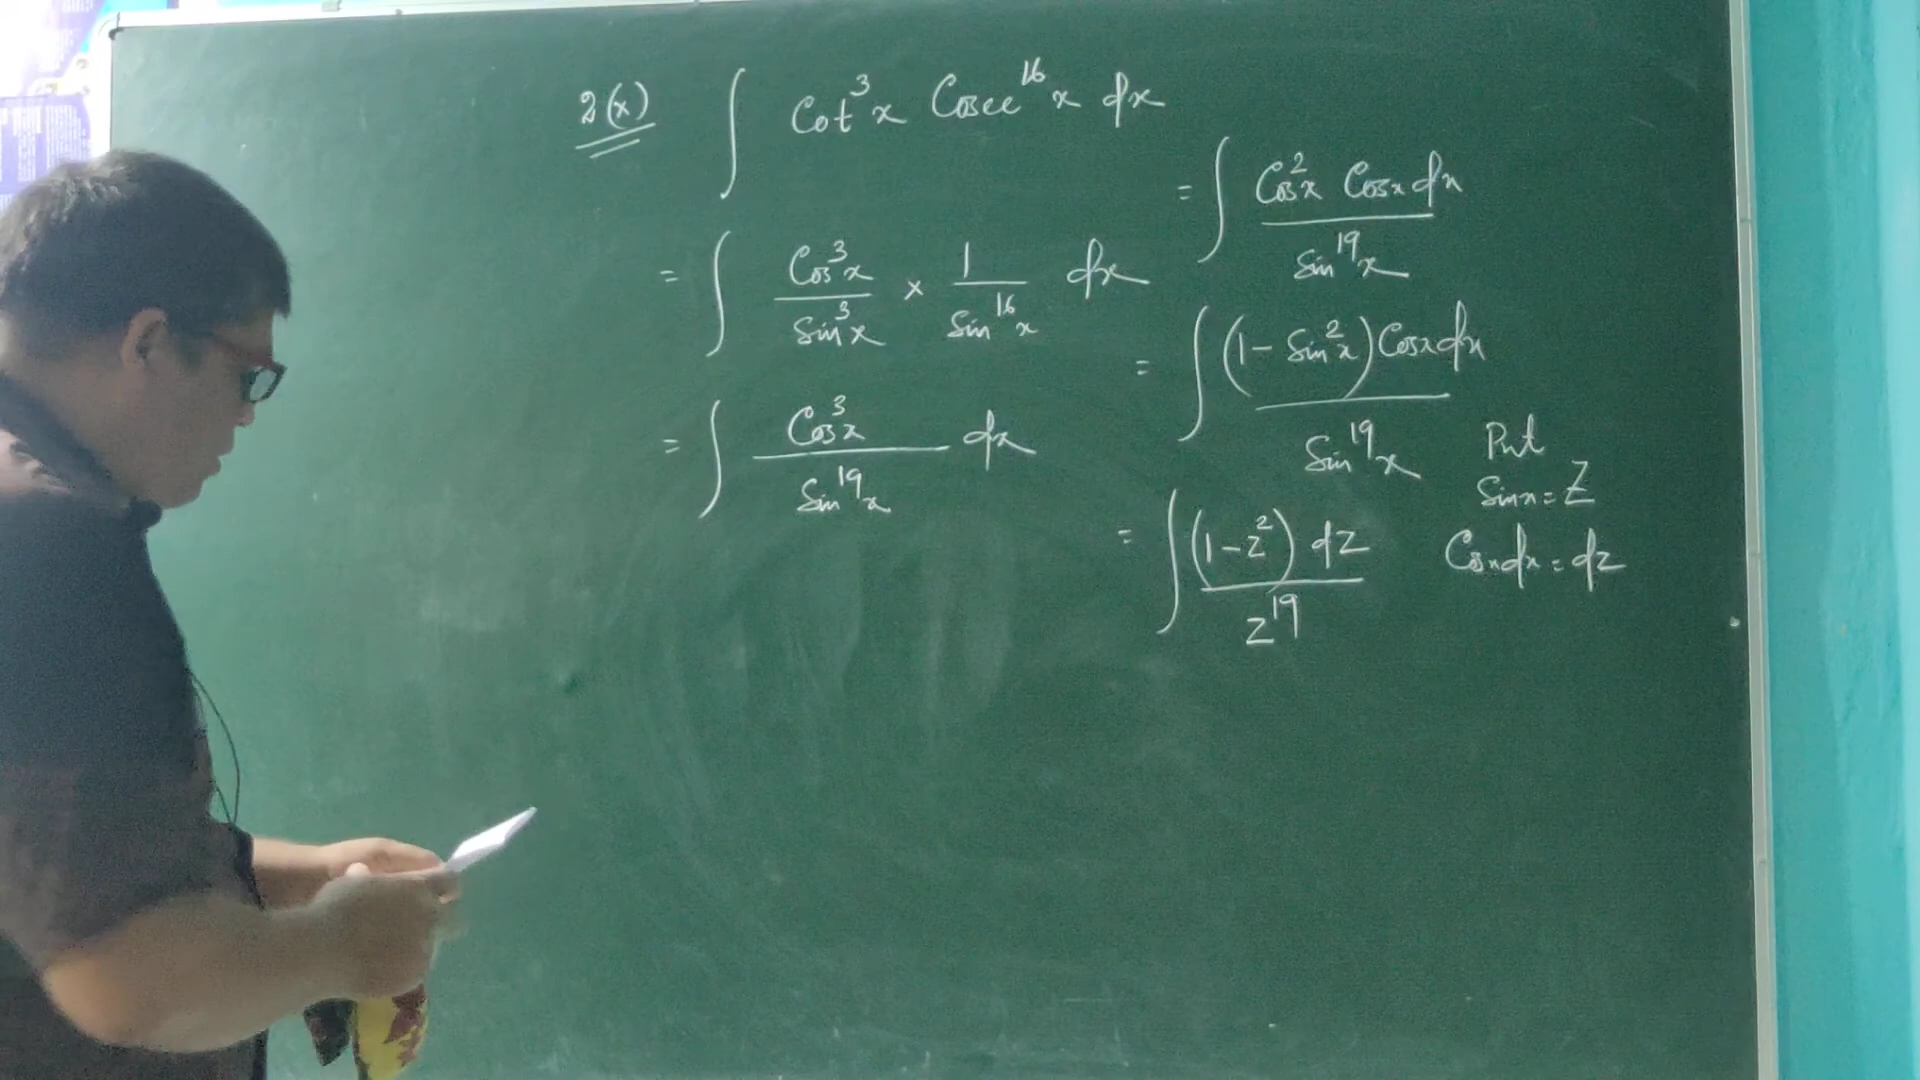 2(x) ∫ Cot³x Cosec¹⁶x dx
= ∫ Cos³x / Sin³x × 1 / Sin¹⁶x dx
= ∫ Cos³x / Sin¹⁹x dx
= ∫ Cos²x Cosx dx / Sin¹⁹x
= ∫ (1 - Sin²x) Cosx dx / Sin¹⁹x
Put
Sinx = Z
Cosx dx = dz
= ∫ (1 - z²) dz / z¹⁹